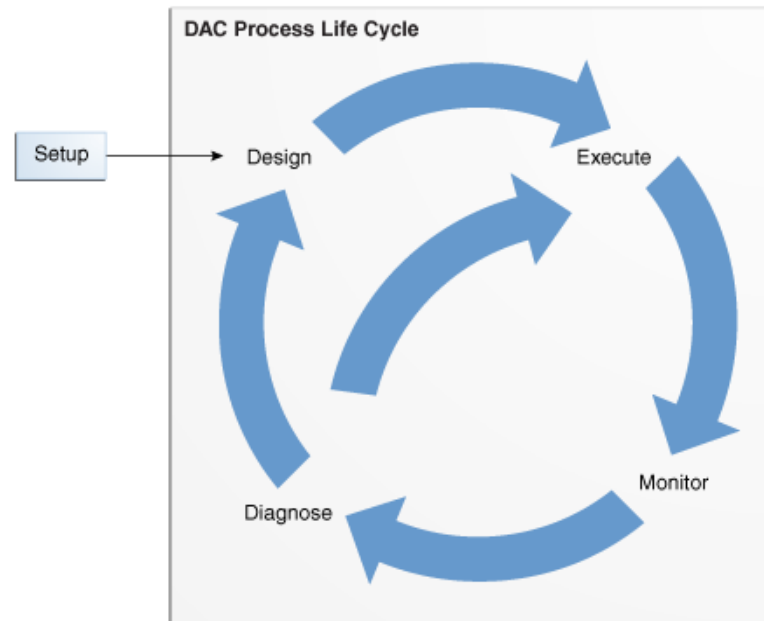 DAC Process Life Cycle
Setup
Design
Execute
Monitor
Diagnose